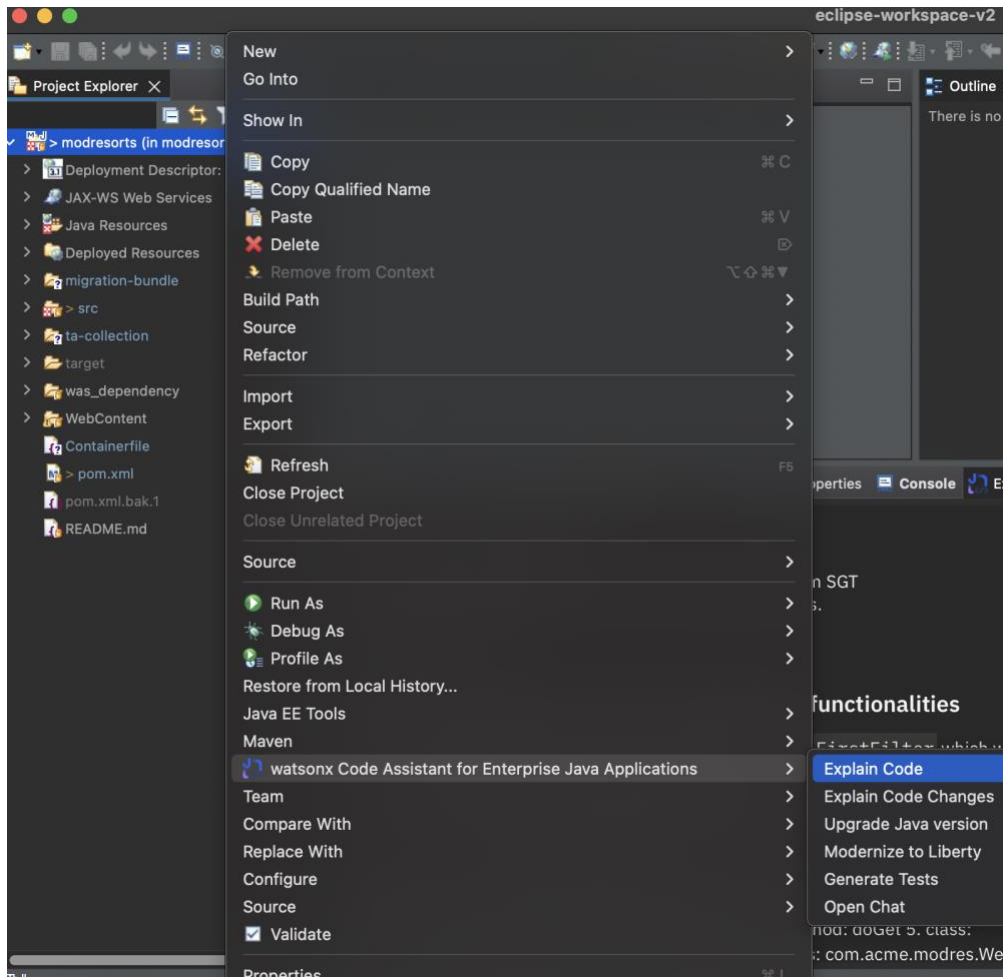 eclipse-workspace-v2
Project Explorer
Outline
There is no
> modresorts (in modresor
Deployment Descriptor:
JAX-WS Web Services
Java Resources
Deployed Resources
migration-bundle
> src
ta-collection
target
was_dependency
WebContent
Containerfile
> pom.xml
pom.xml.bak.1
README.md
New
Go Into
Show In
Copy ⌘ C
Copy Qualified Name
Paste ⌘ V
Delete ⌦
Remove from Context ⌥⇧⌘▼
Build Path
Source
Refactor
Import
Export
Refresh F5
Close Project
Close Unrelated Project
Source
Run As
Debug As
Profile As
Restore from Local History...
Java EE Tools
Maven
watsonx Code Assistant for Enterprise Java Applications
Team
Compare With
Replace With
Configure
Source
Validate
Properties ⌘ I
Explain Code
Explain Code Changes
Upgrade Java version
Modernize to Liberty
Generate Tests
Open Chat
operties Console E
n SGT
s.
functionalities
FirstFilter which w
hod: doGet 5. class:
s: com.acme.modres.We